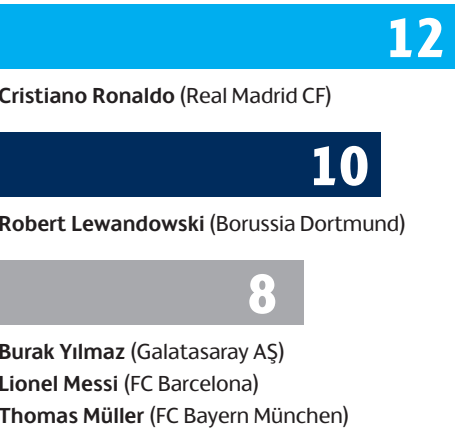 12
Cristiano Ronaldo (Real Madrid CF)
10
Robert Lewandowski (Borussia Dortmund)
8
Burak Yılmaz (Galatasaray AŞ)
Lionel Messi (FC Barcelona)
Thomas Müller (FC Bayern München)